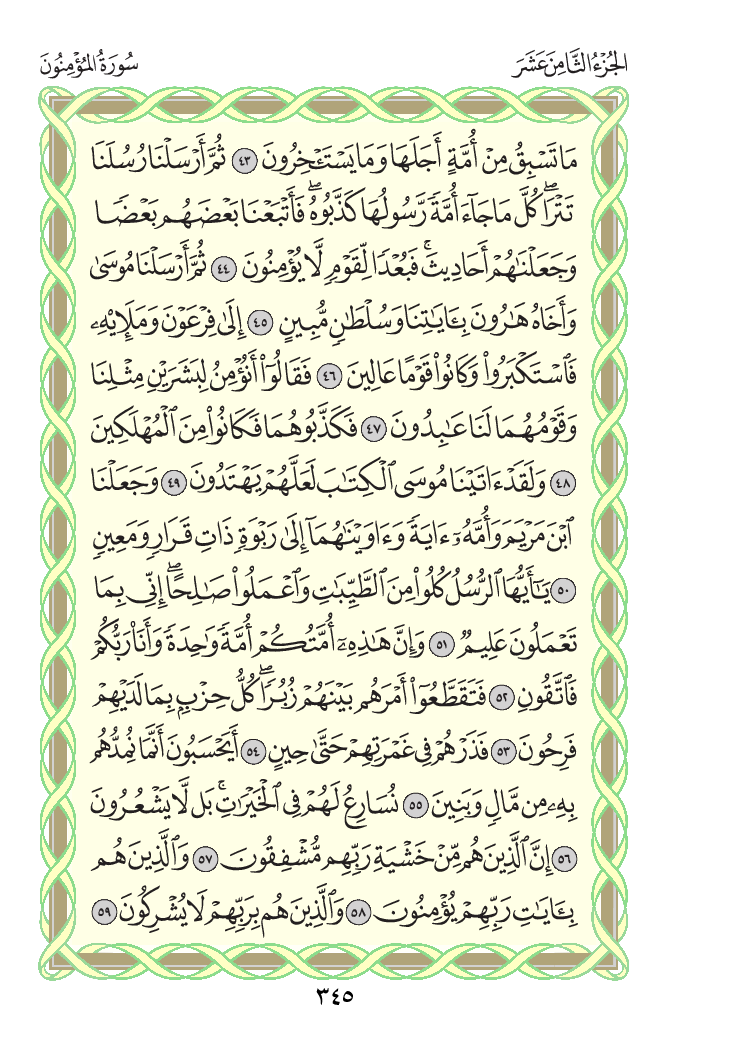 الجُزْءُ الثَّامِنَ عَشَرَ
سُورَةُ المُؤْمِنُونَ
مَا تَسْبِقُ مِنْ أُمَّةٍ أَجَلَهَا وَمَا يَسْتَـْٔخِرُونَ ٤٣ ثُمَّ أَرْسَلْنَا رُسُلَنَا
تَتْرَاۖ كُلَّ مَا جَآءَ أُمَّةً رَّسُولُهَا كَذَّبُوهُۖ فَأَتْبَعْنَا بَعْضَهُم بَعْضًا
وَجَعَلْنَٰهُمْ أَحَادِيثَۚ فَبُعْدًا لِّقَوْمٍ لَّا يُؤْمِنُونَ ٤٤ ثُمَّ أَرْسَلْنَا مُوسَىٰ
وَأَخَاهُ هَٰرُونَ بِـَٔايَٰتِنَا وَسُلْطَٰنٍ مُّبِينٍ ٤٥ إِلَىٰ فِرْعَوْنَ وَمَلَإِيْهِۦ
فَٱسْتَكْبَرُوا۟ وَكَانُوا۟ قَوْمًا عَالِينَ ٤٦ فَقَالُوٓا۟ أَنُؤْمِنُ لِبَشَرَيْنِ مِثْلِنَا
وَقَوْمُهُمَا لَنَا عَٰبِدُونَ ٤٧ فَكَذَّبُوهُمَا فَكَانُوا۟ مِنَ ٱلْمُهْلَكِينَ
٤٨ وَلَقَدْ ءَاتَيْنَا مُوسَى ٱلْكِتَٰبَ لَعَلَّهُمْ يَهْتَدُونَ ٤٩ وَجَعَلْنَا
ٱبْنَ مَرْيَمَ وَأُمَّهُۥٓ ءَايَةً وَءَاوَيْنَٰهُمَآ إِلَىٰ رَبْوَةٍ ذَاتِ قَرَارٍ وَمَعِينٍ
٥٠ يَٰٓأَيُّهَا ٱلرُّسُلُ كُلُوا۟ مِنَ ٱلطَّيِّبَٰتِ وَٱعْمَلُوا۟ صَٰلِحًاۖ إِنِّى بِمَا
تَعْمَلُونَ عَلِيمٌ ٥١ وَإِنَّ هَٰذِهِۦٓ أُمَّتُكُمْ أُمَّةً وَٰحِدَةً وَأَنَا۠ رَبُّكُمْ
فَٱتَّقُونِ ٥٢ فَتَقَطَّعُوٓا۟ أَمْرَهُم بَيْنَهُمْ زُبُرًاۖ كُلُّ حِزْبٍۭ بِمَا لَدَيْهِمْ
فَرِحُونَ ٥٣ فَذَرْهُمْ فِى غَمْرَتِهِمْ حَتَّىٰ حِينٍ ٥٤ أَيَحْسَبُونَ أَنَّمَا نُمِدُّهُم
بِهِۦ مِن مَّالٍ وَبَنِينَ ٥٥ نُسَارِعُ لَهُمْ فِى ٱلْخَيْرَٰتِۚ بَل لَّا يَشْعُرُونَ
٥٦ إِنَّ ٱلَّذِينَ هُم مِّنْ خَشْيَةِ رَبِّهِم مُّشْفِقُونَ ٥٧ وَٱلَّذِينَ هُم
بِـَٔايَٰتِ رَبِّهِمْ يُؤْمِنُونَ ٥٨ وَٱلَّذِينَ هُم بِرَبِّهِمْ لَا يُشْرِكُونَ ٥٩
٣٤٥